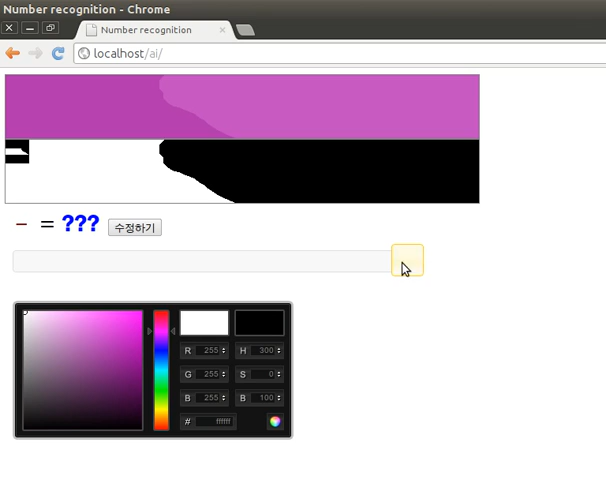 Number recognition - Chrome
Number recognition
localhost/ai/
- = ??? 수정하기
R 255 H 300
G 255 S 0
B 255 B 100
# ffffff